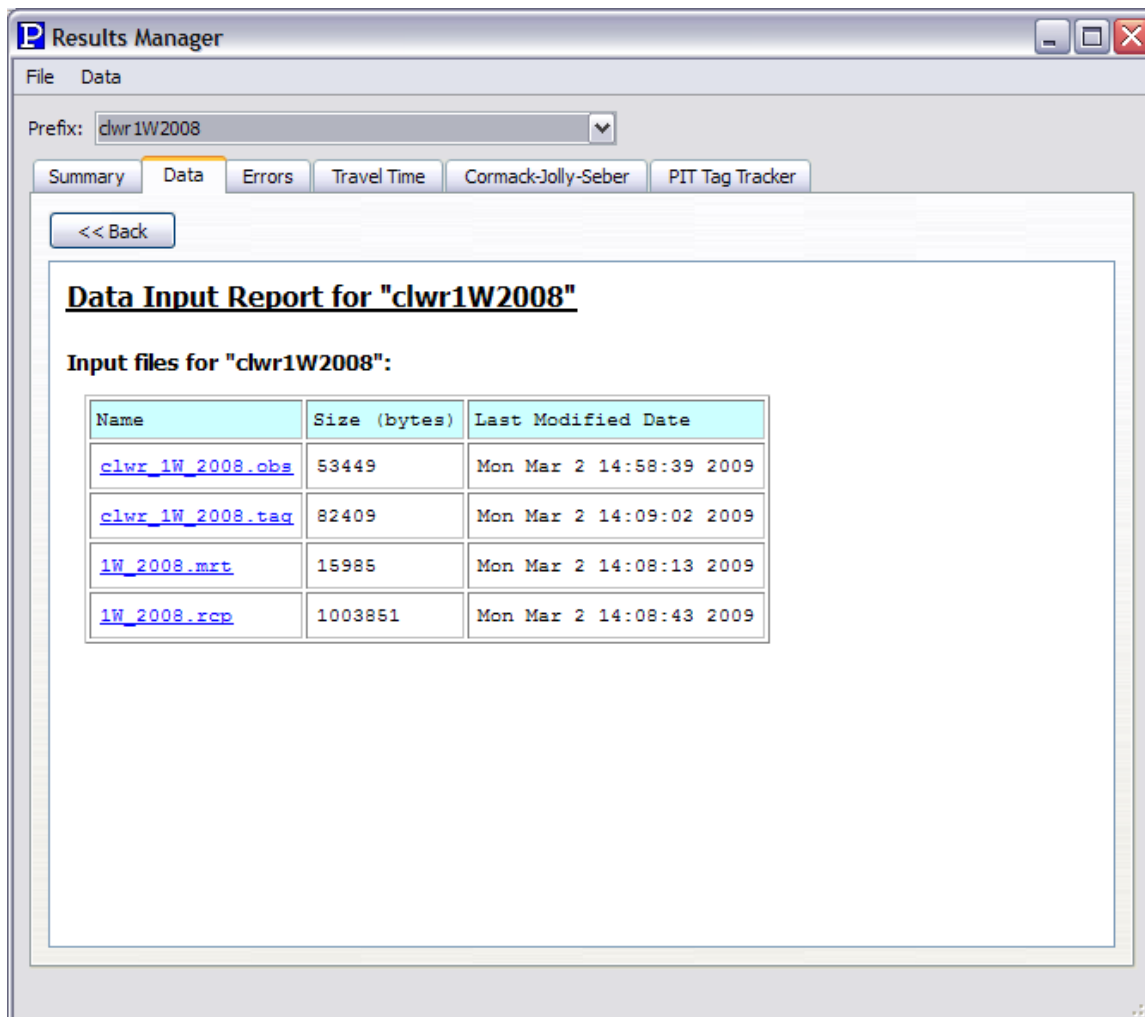 P Results Manager
File Data
Prefix: clwr1W2008
Summary Data Errors Travel Time Cormack-Jolly-Seber PIT Tag Tracker
<< Back
Data Input Report for "clwr1W2008"
Input files for "clwr1W2008":
Name Size (bytes) Last Modified Date
clwr_1W_2008.obs 53449 Mon Mar 2 14:58:39 2009
clwr_1W_2008.tag 82409 Mon Mar 2 14:09:02 2009
1W_2008.mrt 15985 Mon Mar 2 14:08:13 2009
1W_2008.rcp 1003851 Mon Mar 2 14:08:43 2009